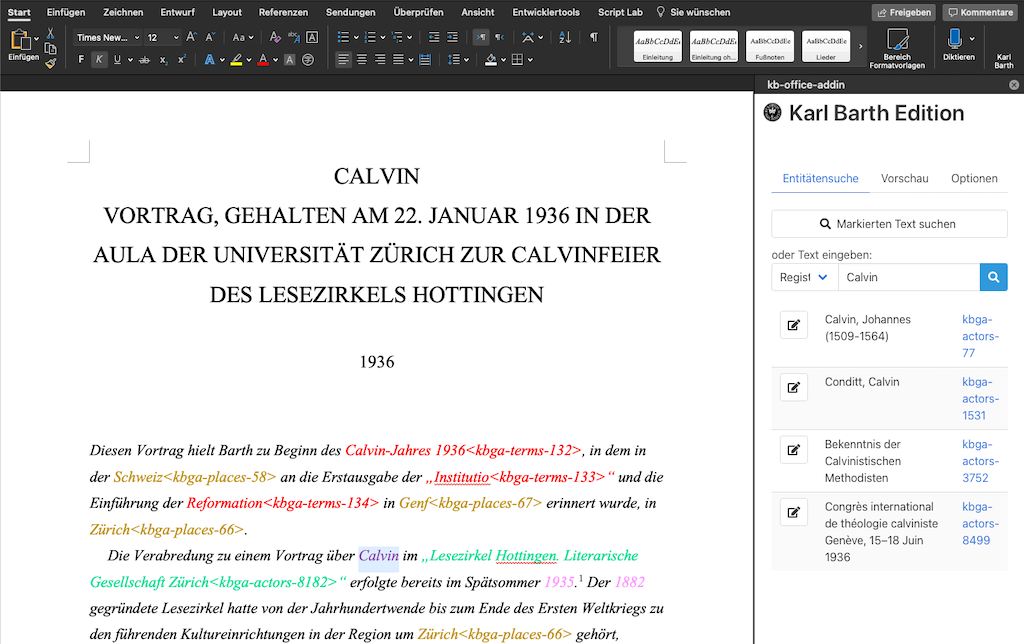 Start Einfügen Zeichnen Entwurf Layout Referenzen Sendungen Überprüfen Ansicht Entwicklertools Script Lab Sie wünschen Freigeben Kommentare
Einfügen
Times New... 12 Aa
F K U ab x x A A A
AaBbCcDdEe AaBbCcDdEe AaBbCcDdEe AaBbCcDdEe
Einleitung Einleitung oh... Fußnoten Lieder
Bereich Formatvorlagen
Diktieren
Karl Barth
kb-office-addin
Karl Barth Edition
Entitätensuche Vorschau Optionen
Markierten Text suchen
oder Text eingeben:
Regist Calvin
Calvin, Johannes
(1509-1564)
kbga-
actors-
77
Conditt, Calvin
kbga-
actors-
1531
Bekenntnis der
Calvinistischen
Methodisten
kbga-
actors-
3752
Congrès international
de théologie calviniste
Genève, 15–18 Juin
1936
kbga-
actors-
8499
CALVIN
VORTRAG, GEHALTEN AM 22. JANUAR 1936 IN DER
AULA DER UNIVERSITÄT ZÜRICH ZUR CALVINFEIER
DES LESEZIRKELS HOTTINGEN
1936
Diesen Vortrag hielt Barth zu Beginn des Calvin-Jahres 1936<kbga-terms-132>, in dem in
der Schweiz<kbga-places-58> an die Erstausgabe der „Institutio<kbga-terms-133>“ und die
Einführung der Reformation<kbga-terms-134> in Genf<kbga-places-67> erinnert wurde, in
Zürich<kbga-places-66>.
Die Verabredung zu einem Vortrag über Calvin im „Lesezirkel Hottingen. Literarische
Gesellschaft Zürich<kbga-actors-8182>“ erfolgte bereits im Spätsommer 1935.¹ Der 1882
gegründete Lesezirkel hatte von der Jahrhundertwende bis zum Ende des Ersten Weltkriegs zu
den führenden Kultureinrichtungen in der Region um Zürich<kbga-places-66> gehört,